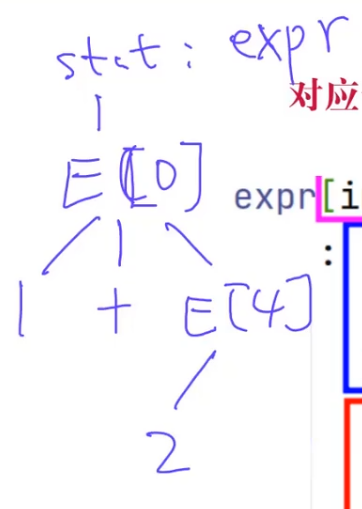 stat: expr
对应
E[0]
expr[i
:
1 + E[4]
2